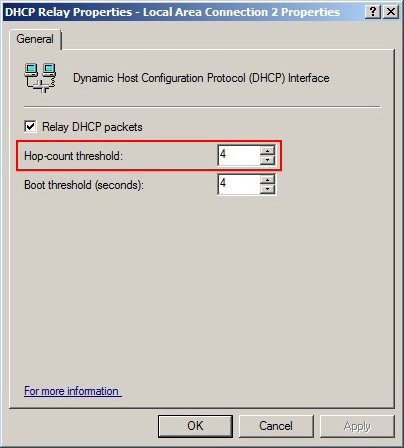 DHCP Relay Properties - Local Area Connection 2 Properties
General
Dynamic Host Configuration Protocol (DHCP) Interface
Relay DHCP packets
Hop-count threshold: 4
Boot threshold (seconds): 4
For more information
OK Cancel Apply